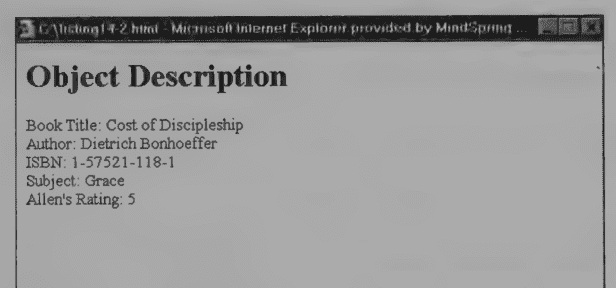 C:\listing17-2.html - Microsoft Internet Explorer provided by MindSpring ...
Object Description
Book Title: Cost of Discipleship
Author: Dietrich Bonhoeffer
ISBN: 1-57521-118-1
Subject: Grace
Allen's Rating: 5